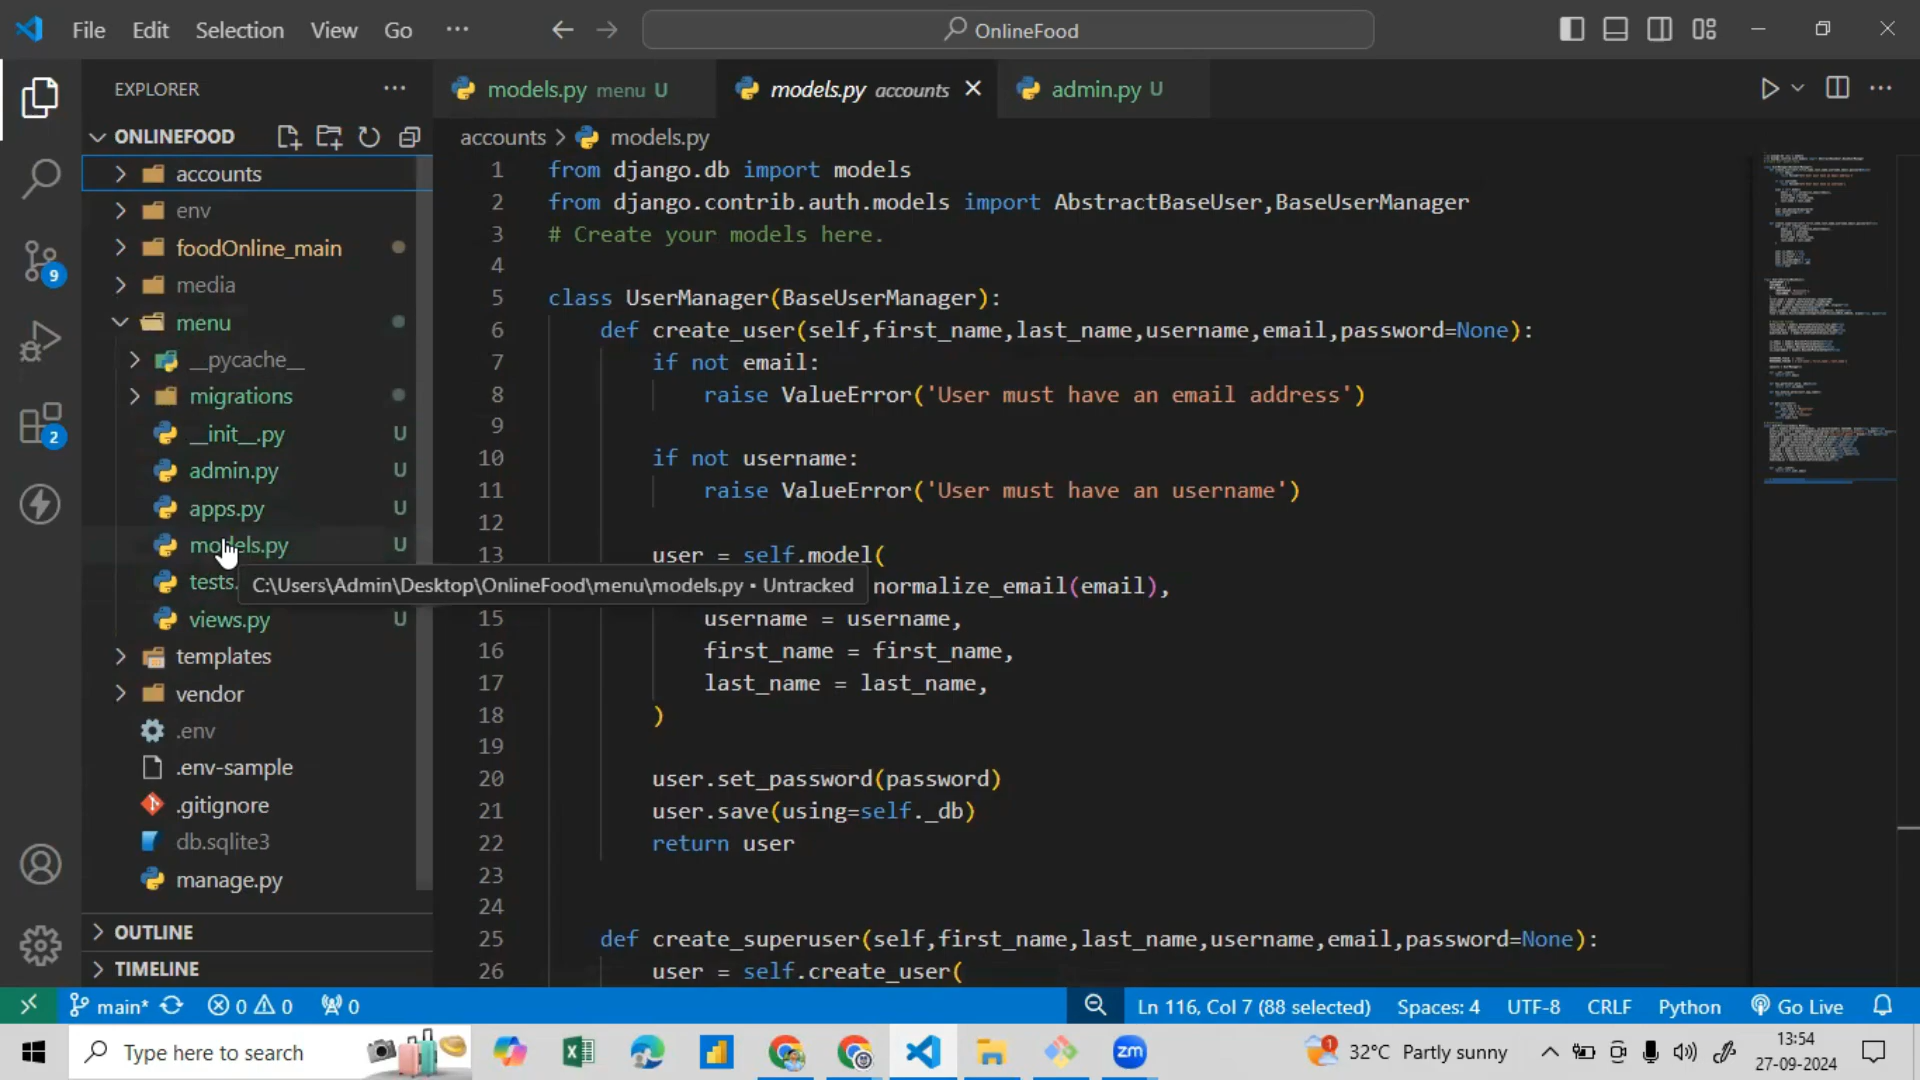 File Edit Selection View Go ···
OnlineFood
EXPLORER
ONLINEFOOD
accounts
env
foodOnline_main
media
menu
__pycache__
migrations
__init__.py U
admin.py U
apps.py U
models.py U
tests.
views.py U
templates
vendor
.env
.env-sample
.gitignore
db.sqlite3
manage.py
OUTLINE
TIMELINE
9
2
C:\Users\Admin\Desktop\OnlineFood\menu\models.py • Untracked
models.py menu U
models.py accounts
admin.py U
accounts > models.py
1 from django.db import models
2 from django.contrib.auth.models import AbstractBaseUser,BaseUserManager
3 # Create your models here.
4
5 class UserManager(BaseUserManager):
6 def create_user(self,first_name,last_name,username,email,password=None):
7 if not email:
8 raise ValueError('User must have an email address')
9
10 if not username:
11 raise ValueError('User must have an username')
12
13 user = self.model(
normalize_email(email),
15 username = username,
16 first_name = first_name,
17 last_name = last_name,
18 )
19
20 user.set_password(password)
21 user.save(using=self._db)
22 return user
23
24
25 def create_superuser(self,first_name,last_name,username,email,password=None):
26 user = self.create_user(
main* 0 0 0
Ln 116, Col 7 (88 selected) Spaces: 4 UTF-8 CRLF Python Go Live
Type here to search
zm
32°C Partly sunny
13:54
27-09-2024